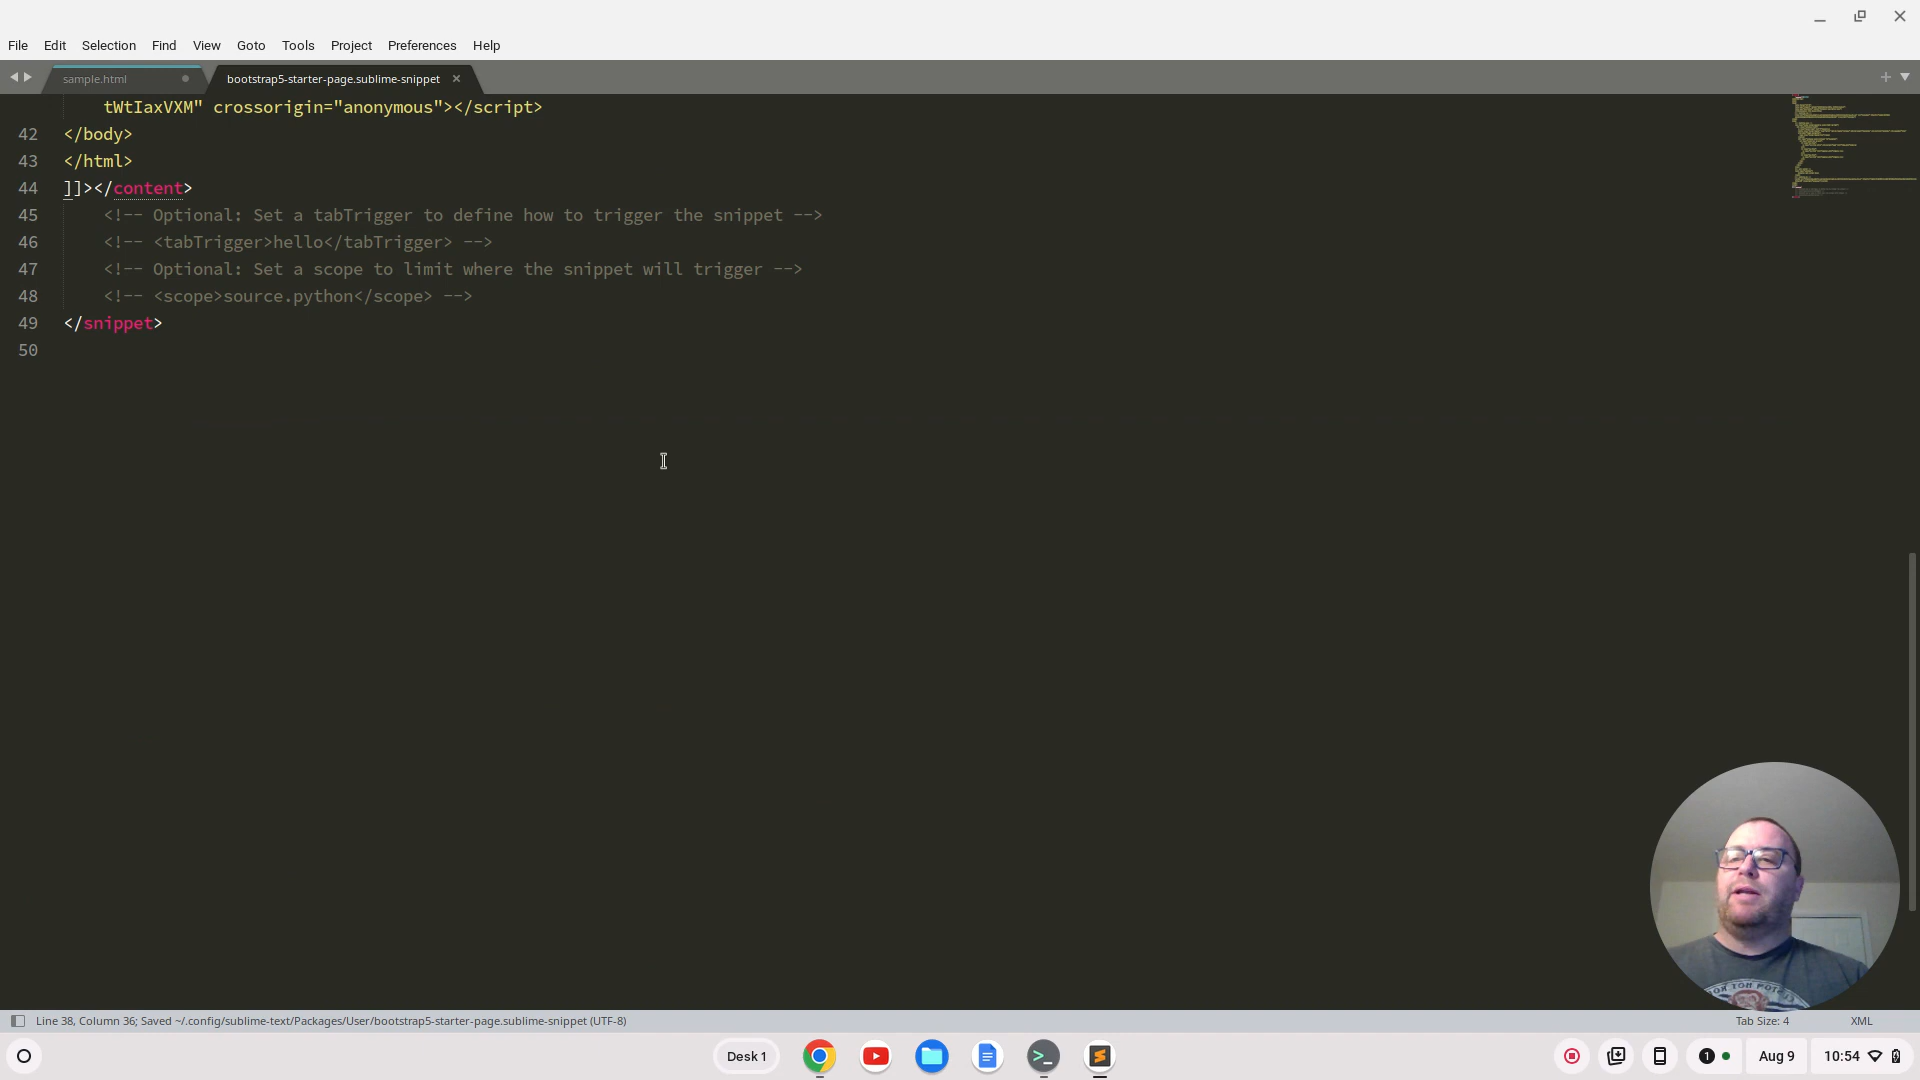 File Edit Selection Find View Goto Tools Project Preferences Help
sample.html
bootstrap5-starter-page.sublime-snippet
tWtIaxVXM" crossorigin="anonymous"></script>
42 </body>
43 </html>
44 ]]></content>
45 <!-- Optional: Set a tabTrigger to define how to trigger the snippet -->
46 <!-- <tabTrigger>hello</tabTrigger> -->
47 <!-- Optional: Set a scope to limit where the snippet will trigger -->
48 <!-- <scope>source.python</scope> -->
49 </snippet>
50
Line 38, Column 36; Saved ~/.config/sublime-text/Packages/User/bootstrap5-starter-page.sublime-snippet (UTF-8)
Tab Size: 4 XML
Desk 1
1
Aug 9
10:54